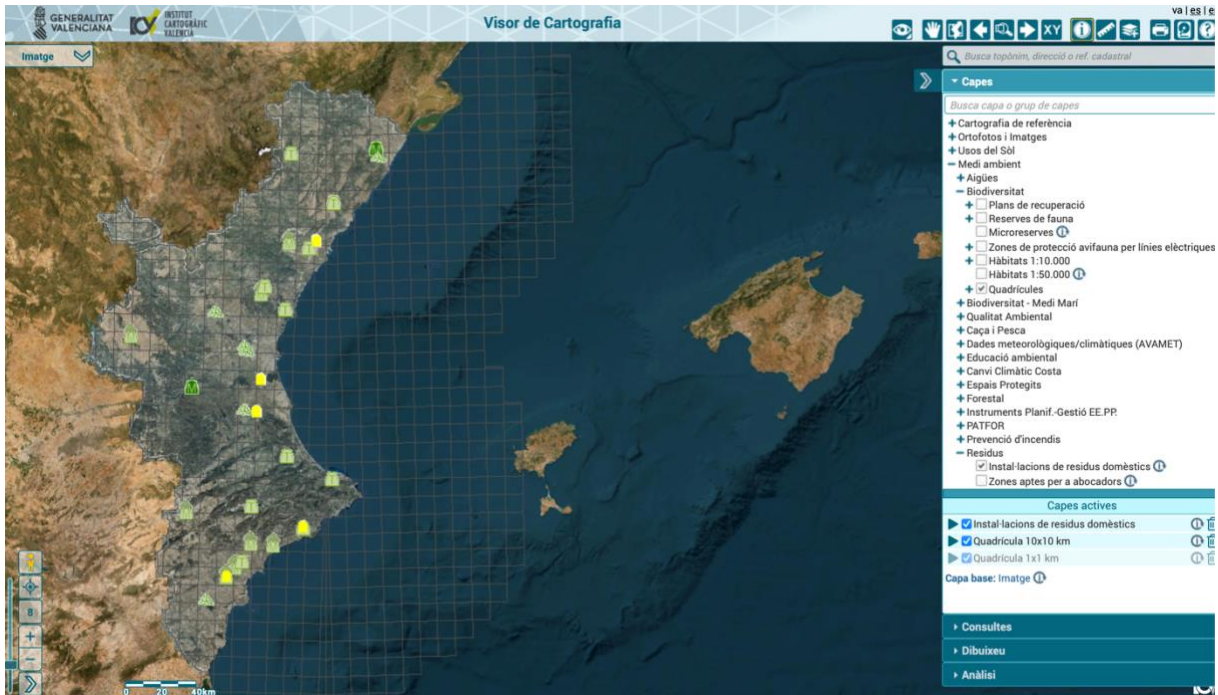 GENERALITAT
VALENCIANA
ICV
INSTITUT
CARTOGRÀFIC
VALENCIÀ
Visor de Cartografia
va | es | e
XY
Imatge
Busca topònim, direcció o ref. cadastral
Capes
Busca capa o grup de capes
Cartografia de referència
Ortofotos i Imatges
Usos del Sòl
Medi ambient
Aigües
Biodiversitat
Plans de recuperació
Reserves de fauna
Microreserves
Zones de protecció avifauna per línies elèctriques
Hàbitats 1:10.000
Hàbitats 1:50.000
Quadrícules
Biodiversitat - Medi Marí
Qualitat Ambiental
Caça i Pesca
Dades meteorològiques/climàtiques (AVAMET)
Educació ambiental
Canvi Climàtic Costa
Espais Protegits
Forestal
Instruments Planif.-Gestió EE.PP.
PATFOR
Prevenció d'incendis
Residus
Instal·lacions de residus domèstics
Zones aptes per a abocadors
Capes actives
Instal·lacions de residus domèstics
Quadrícula 10x10 km
Quadrícula 1x1 km
Capa base: Imatge
Consultes
Dibuixeu
Anàlisi
8
0 20 40km